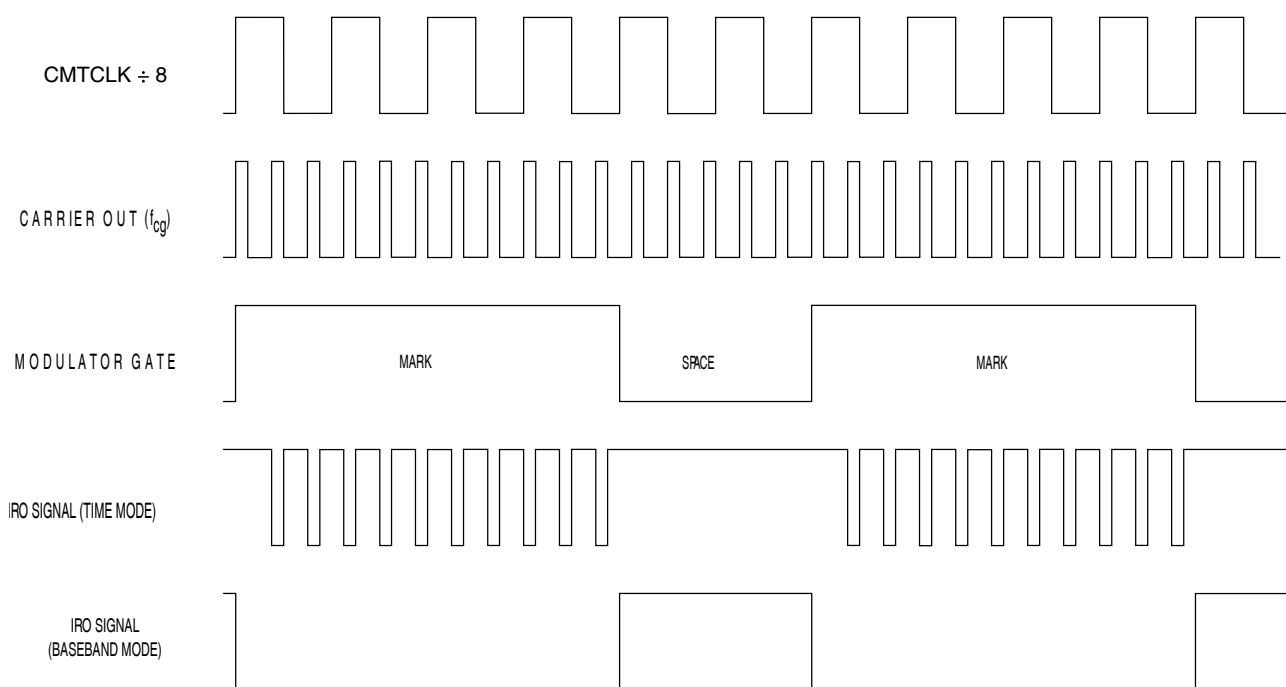 CMTCLK ÷ 8
CARRIER OUT (fcg)
MODULATOR GATE
MARK
SPACE
MARK
IRO SIGNAL (TIME MODE)
IRO SIGNAL
(BASEBAND MODE)